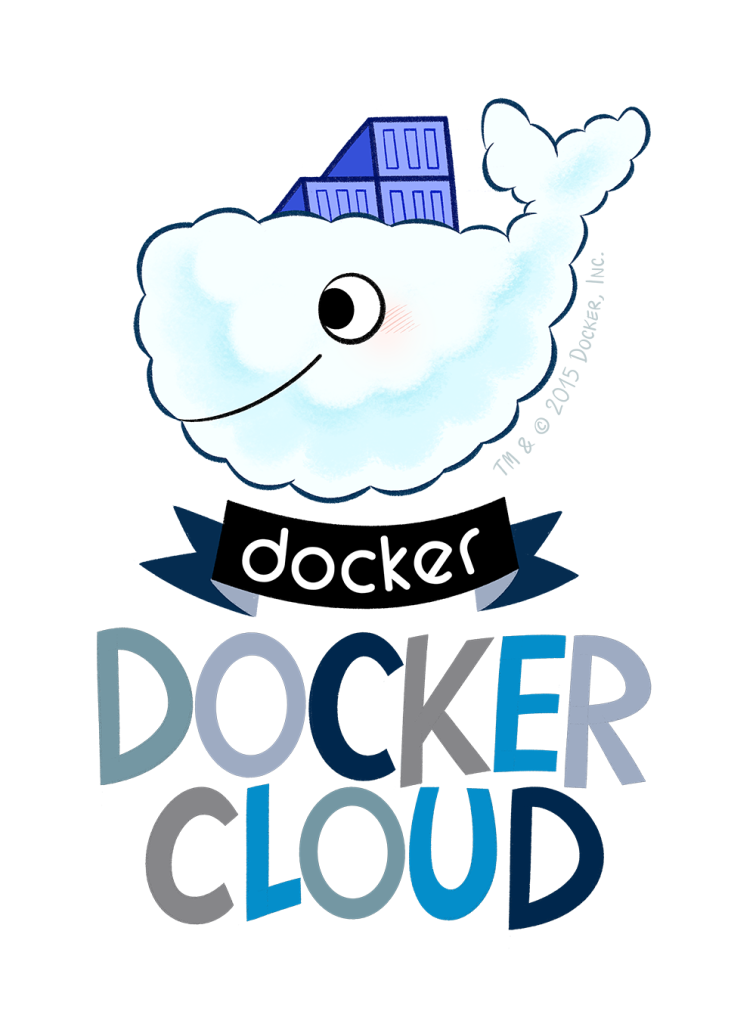 TM & © 2015 DOCKER, INC.
docker
DOCKER
CLOUD